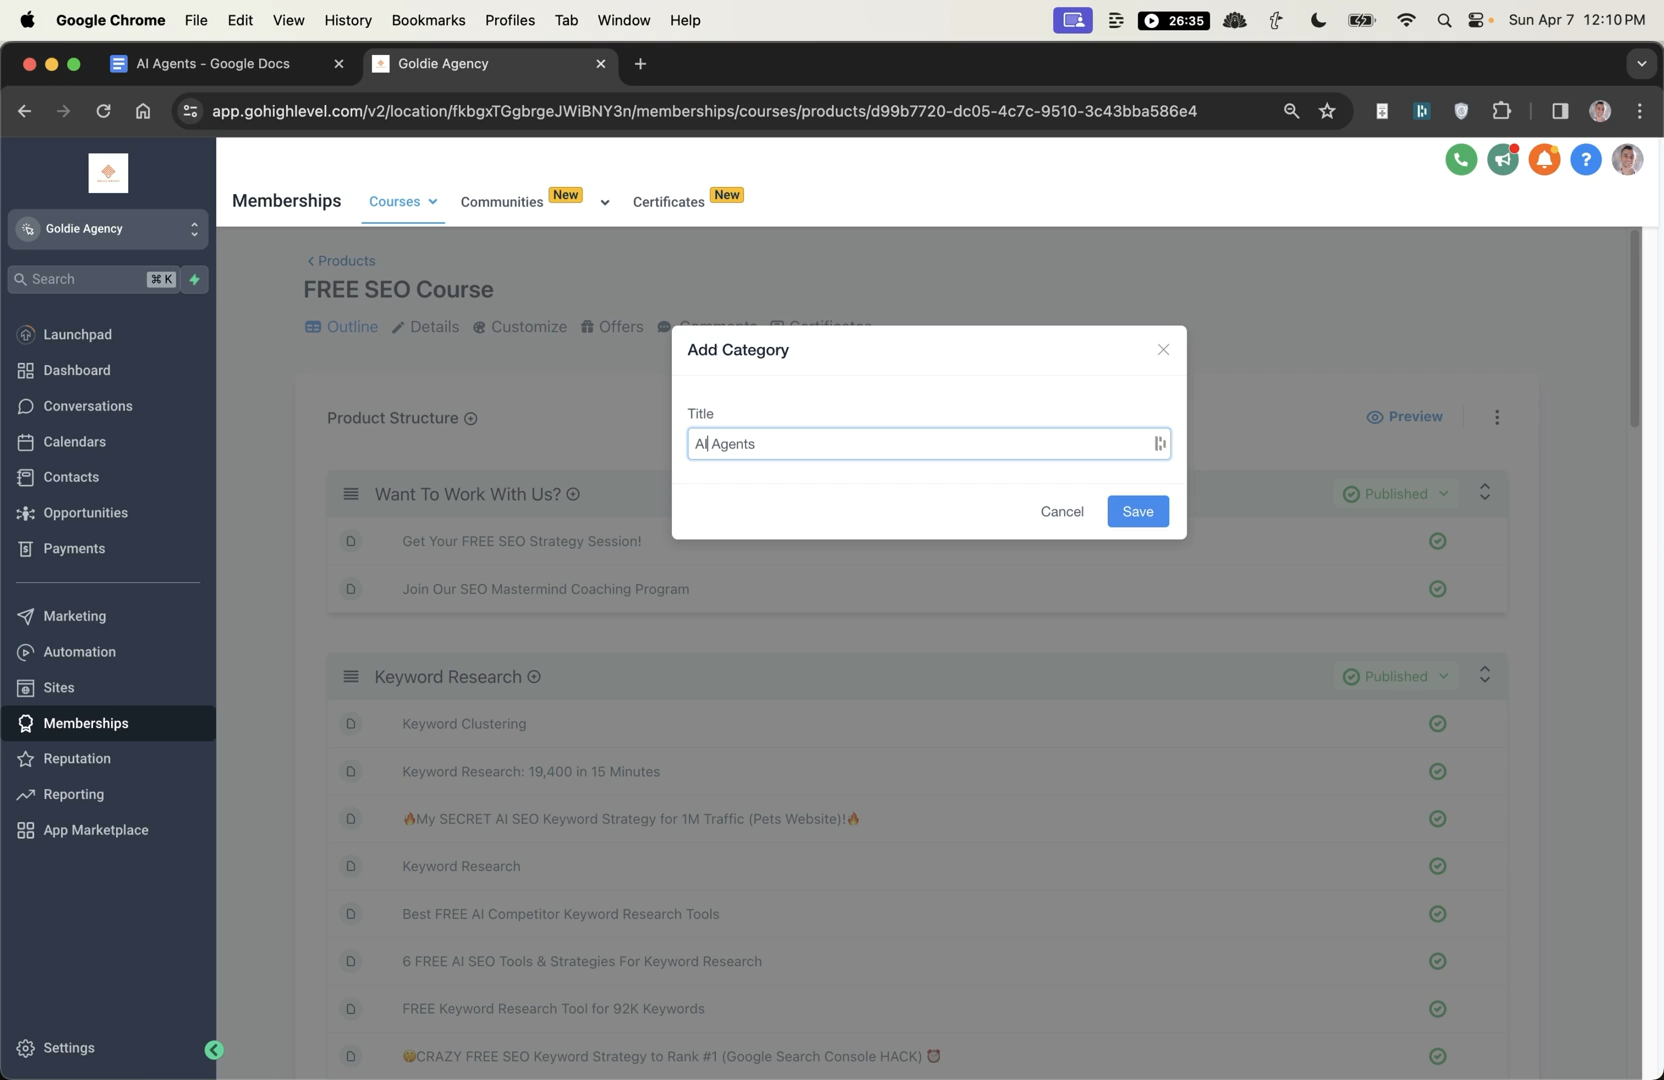 Google Chrome File Edit View History Bookmarks Profiles Tab Window Help 26:35 Sun Apr 7 12:10 PM
AI Agents - Google Docs Goldie Agency
app.gohighlevel.com/v2/location/fkbgxTGgbrgeJWiBNY3n/memberships/courses/products/d99b7720-dc05-4c7c-9510-3c43bba586e4
Memberships Courses Communities New Certificates New
Goldie Agency
Search ⌘ K
Launchpad
Dashboard
Conversations
Calendars
Contacts
Opportunities
Payments
Marketing
Automation
Sites
Memberships
Reputation
Reporting
App Marketplace
Settings
Products
FREE SEO Course
Outline Details Customize Offers Comments Certificates
Add Category
Title
AI Agents
Cancel Save
Product Structure Preview
Want To Work With Us? Published
Get Your FREE SEO Strategy Session!
Join Our SEO Mastermind Coaching Program
Keyword Research Published
Keyword Clustering
Keyword Research: 19,400 in 15 Minutes
🔥My SECRET AI SEO Keyword Strategy for 1M Traffic (Pets Website)!🔥
Keyword Research
Best FREE AI Competitor Keyword Research Tools
6 FREE AI SEO Tools & Strategies For Keyword Research
FREE Keyword Research Tool for 92K Keywords
🤫CRAZY FREE SEO Keyword Strategy to Rank #1 (Google Search Console HACK) ⏰